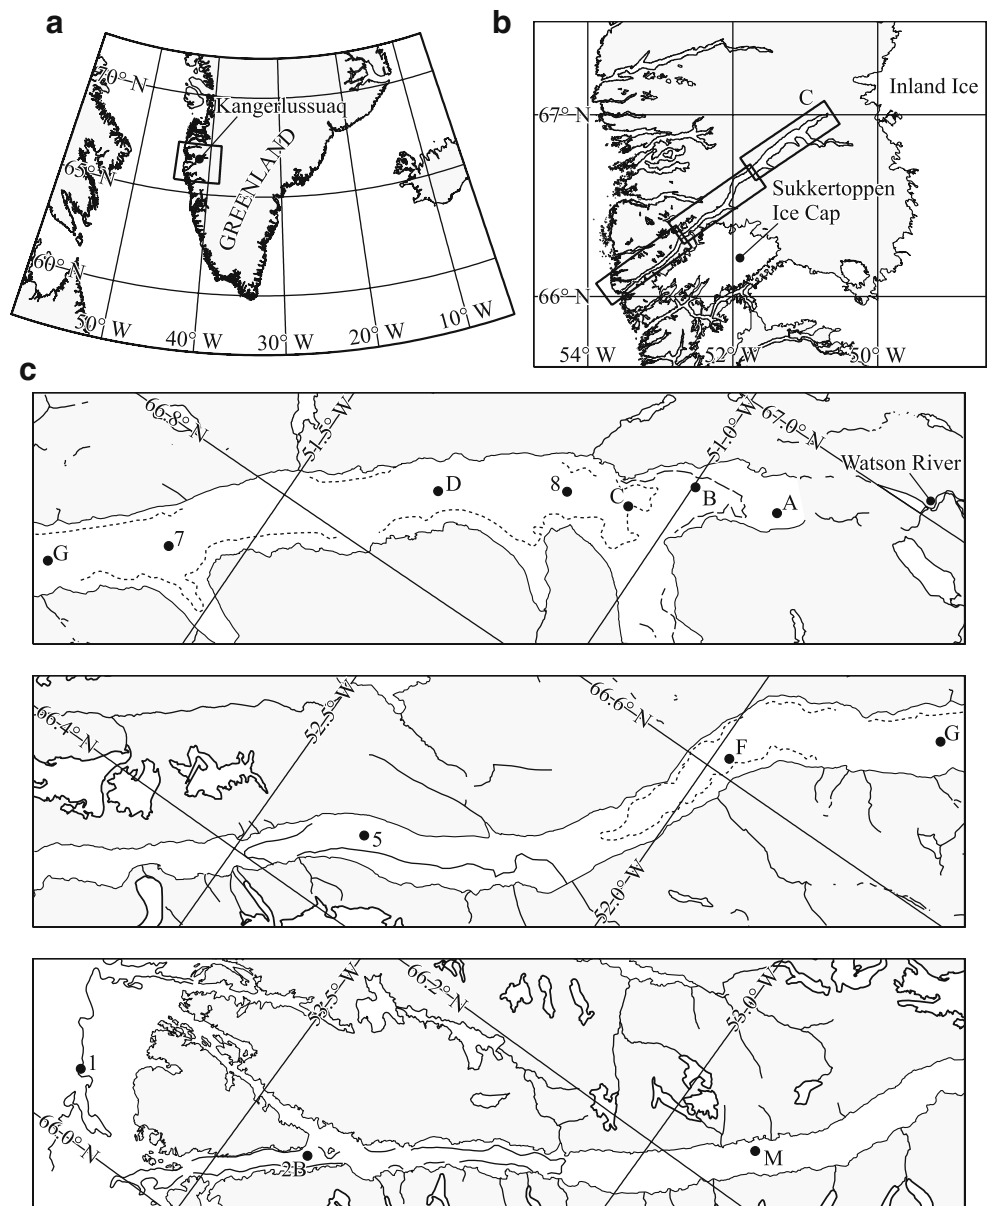 a
70° N
Kangerlussuaq
65° N
GREENLAND
60° N
50° W
40° W
30° W
20° W
10° W
b
C
Inland Ice
67° N
Sukkertoppen
Ice Cap
66° N
54° W
52° W
50° W
c
66.8° N
51.5° W
51.0° W
67.0° N
Watson River
D
8
C
B
A
G
7
66.4° N
52.5° W
66.6° N
F
G
5
52.0° W
53.5° W
66.2° N
53.0° W
1
66.0° N
2B
M